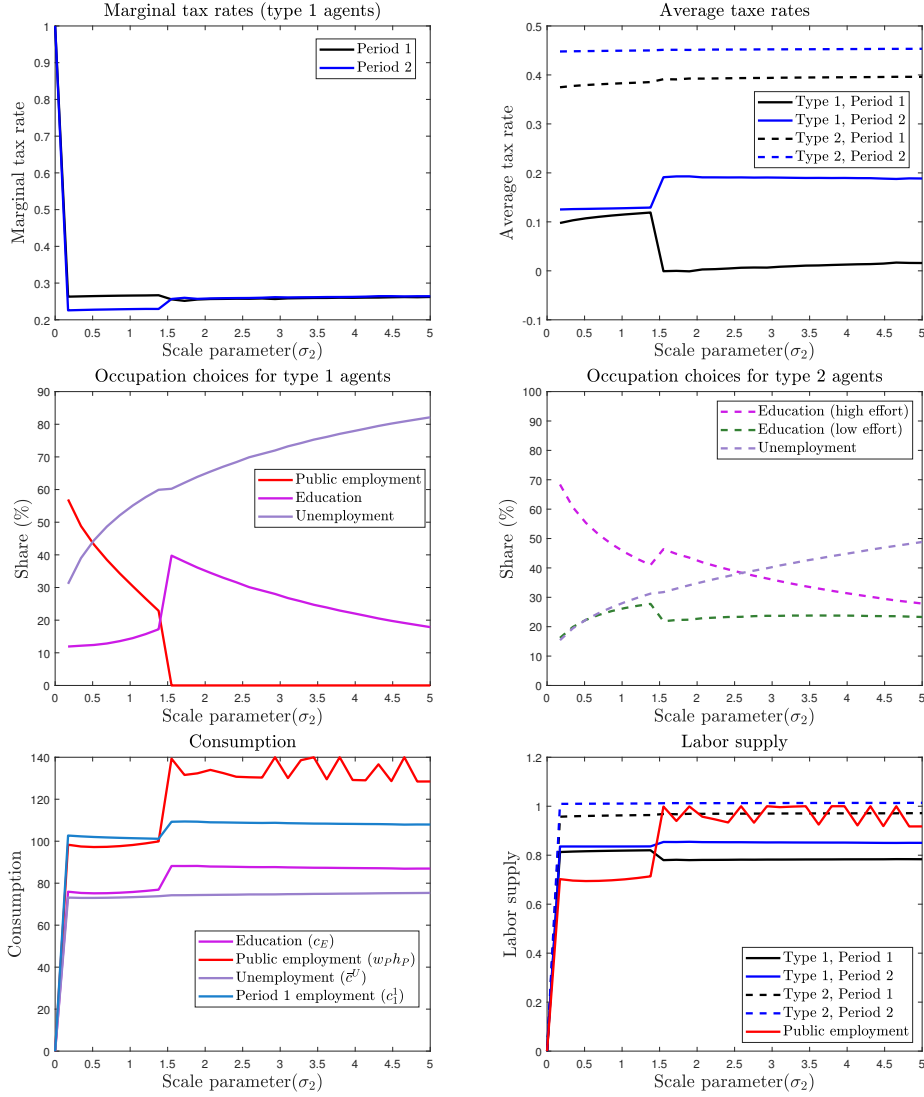 Marginal tax rates (type 1 agents)
Marginal tax rate
1
0.9
0.8
0.7
0.6
0.5
0.4
0.3
0.2
Period 1
Period 2
0 0.5 1 1.5 2 2.5 3 3.5 4 4.5 5
Scale parameter(σ₂)
Average taxe rates
Average tax rate
0.5
0.4
0.3
0.2
0.1
0
-0.1
Type 1, Period 1
Type 1, Period 2
Type 2, Period 1
Type 2, Period 2
0 0.5 1 1.5 2 2.5 3 3.5 4 4.5 5
Scale parameter(σ₂)
Occupation choices for type 1 agents
Share (%)
90
80
70
60
50
40
30
20
10
0
Public employment
Education
Unemployment
0 0.5 1 1.5 2 2.5 3 3.5 4 4.5 5
Scale parameter(σ₂)
Occupation choices for type 2 agents
Share (%)
100
90
80
70
60
50
40
30
20
10
0
Education (high effort)
Education (low effort)
Unemployment
0 0.5 1 1.5 2 2.5 3 3.5 4 4.5 5
Scale parameter(σ₂)
Consumption
Consumption
140
120
100
80
60
40
20
0
Education (c_E)
Public employment (w_P h_P)
Unemployment (c̄^U)
Period 1 employment (c₁¹)
0 0.5 1 1.5 2 2.5 3 3.5 4 4.5 5
Scale parameter(σ₂)
Labor supply
Labor supply
1.2
1
0.8
0.6
0.4
0.2
0
Type 1, Period 1
Type 1, Period 2
Type 2, Period 1
Type 2, Period 2
Public employment
0 0.5 1 1.5 2 2.5 3 3.5 4 4.5 5
Scale parameter(σ₂)